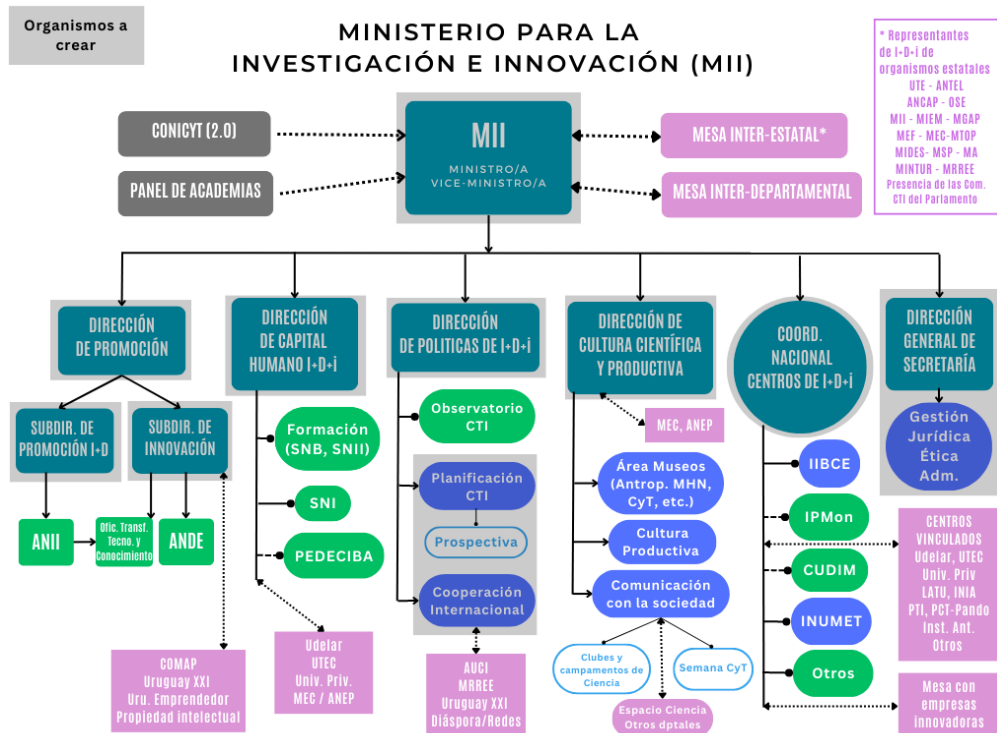 Organismos a
crear
MINISTERIO PARA LA
INVESTIGACIÓN E INNOVACIÓN (MII)
* Representantes
de I+D+i de
organismos estatales
UTE - ANTEL
ANCAP - OSE
MII - MIEM - MGAP
MEF - MEC-MTOP
MIDES- MSP - MA
MINTUR - MRREE
Presencia de las Com.
CTI del Parlamento
CONICYT (2.0)
PANEL DE ACADEMIAS
MII
MINISTRO/A
VICE-MINISTRO/A
MESA INTER-ESTATAL*
MESA INTER-DEPARTAMENTAL
DIRECCIÓN
DE PROMOCIÓN
DIRECCIÓN
DE CAPITAL
HUMANO I+D+i
DIRECCIÓN
DE POLITICAS DE I+D+i
DIRECCIÓN DE
CULTURA CIENTÍFICA
Y PRODUCTIVA
COORD.
NACIONAL
CENTROS DE I+D+i
DIRECCIÓN
GENERAL DE
SECRETARÍA
SUBDIR. DE
PROMOCIÓN I+D
SUBDIR. DE
INNOVACIÓN
ANII
Ofic. Transf.
Tecno. y
Conocimiento
ANDE
COMAP
Uruguay XXI
Uru. Emprendedor
Propiedad intelectual
Formación
(SNB, SNII)
SNI
PEDECIBA
Udelar
UTEC
Univ. Priv.
MEC / ANEP
Observatorio
CTI
Planificación
CTI
Prospectiva
Cooperación
Internacional
AUCI
MRREE
Uruguay XXI
Diáspora/Redes
MEC, ANEP
Área Museos
(Antrop. MHN,
CyT, etc.)
Cultura
Productiva
Comunicación
con la sociedad
Clubes y
campamentos de
Ciencia
Semana CyT
Espacio Ciencia
Otros dptales
IIBCE
IPMon
CUDIM
INUMET
Otros
Gestión
Jurídica
Ética
Adm.
CENTROS
VINCULADOS
Udelar, UTEC
Univ. Priv
LATU, INIA
PTI, PCT-Pando
Inst. Ant.
Otros
Mesa con
empresas
innovadoras